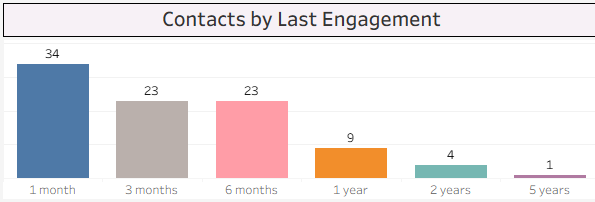 Contacts by Last Engagement
34
23
23
9
4
1
1 month
3 months
6 months
1 year
2 years
5 years